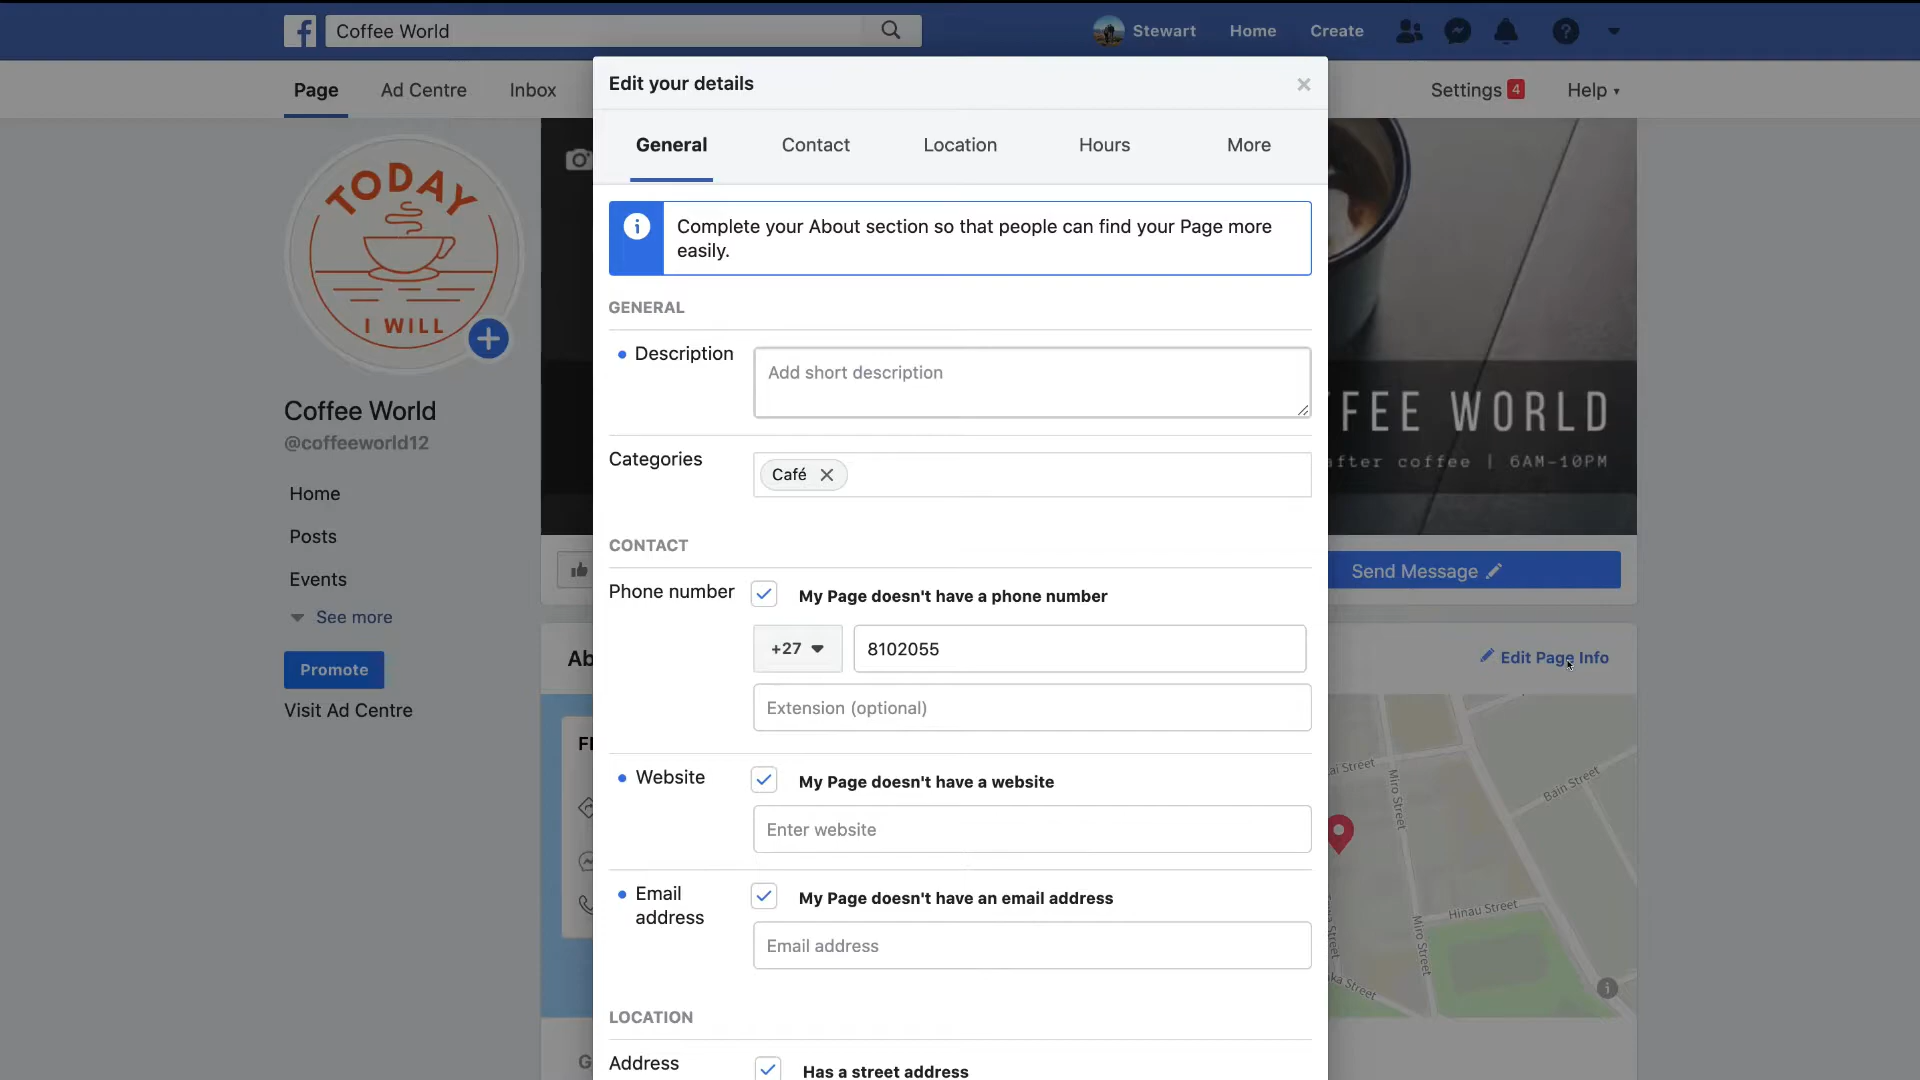 Coffee World
Stewart
Home
Create
Page
Ad Centre
Inbox
Settings 4
Help
Edit your details
General
Contact
Location
Hours
More
Complete your About section so that people can find your Page more
easily.
TODAY
I WILL
Coffee World
@coffeeworld12
Home
Posts
Events
See more
Promote
Visit Ad Centre
GENERAL
Description
Add short description
Categories
Café
CONTACT
Phone number
My Page doesn't have a phone number
+27
8102055
Extension (optional)
Website
My Page doesn't have a website
Enter website
Email
address
My Page doesn't have an email address
Email address
LOCATION
Address
Has a street address
FEE WORLD
fter coffee | 6AM-10PM
Send Message
Ab
Edit Page Info
ai Street
Miro Street
Bain Street
Hinau Street
Miro Street
ka Street